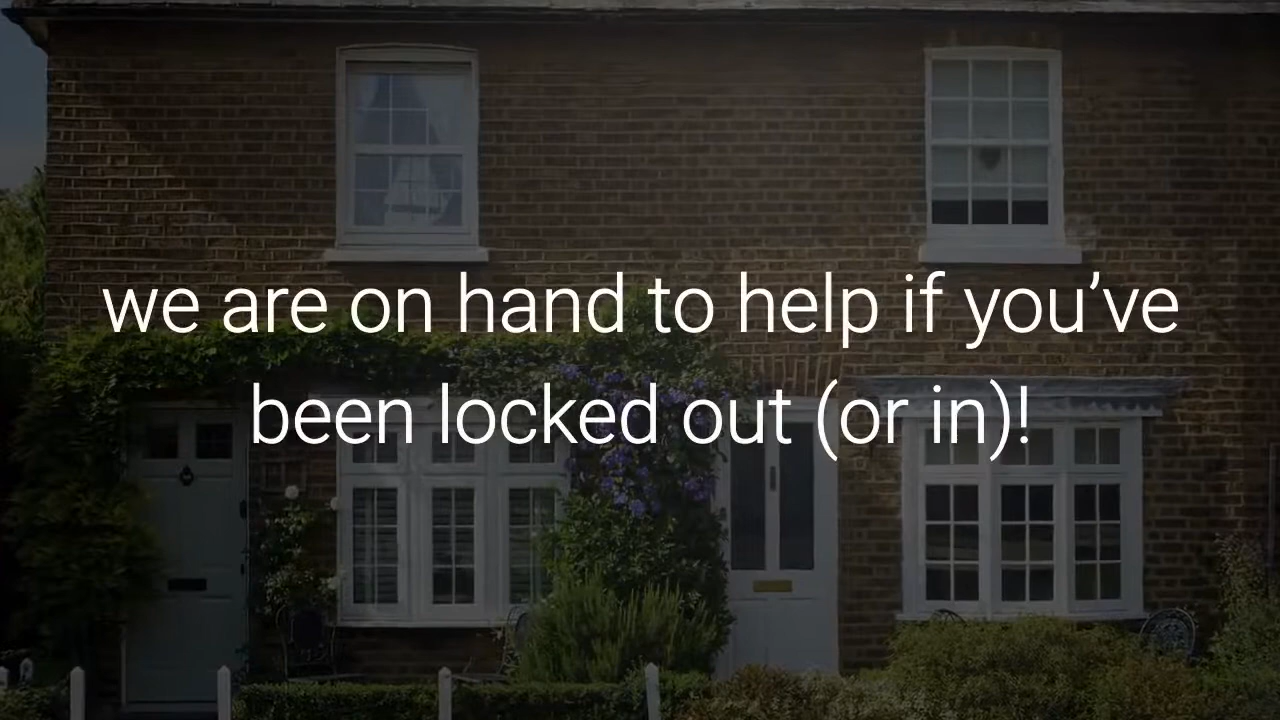 we are on hand to help if you’ve
been locked out (or in)!